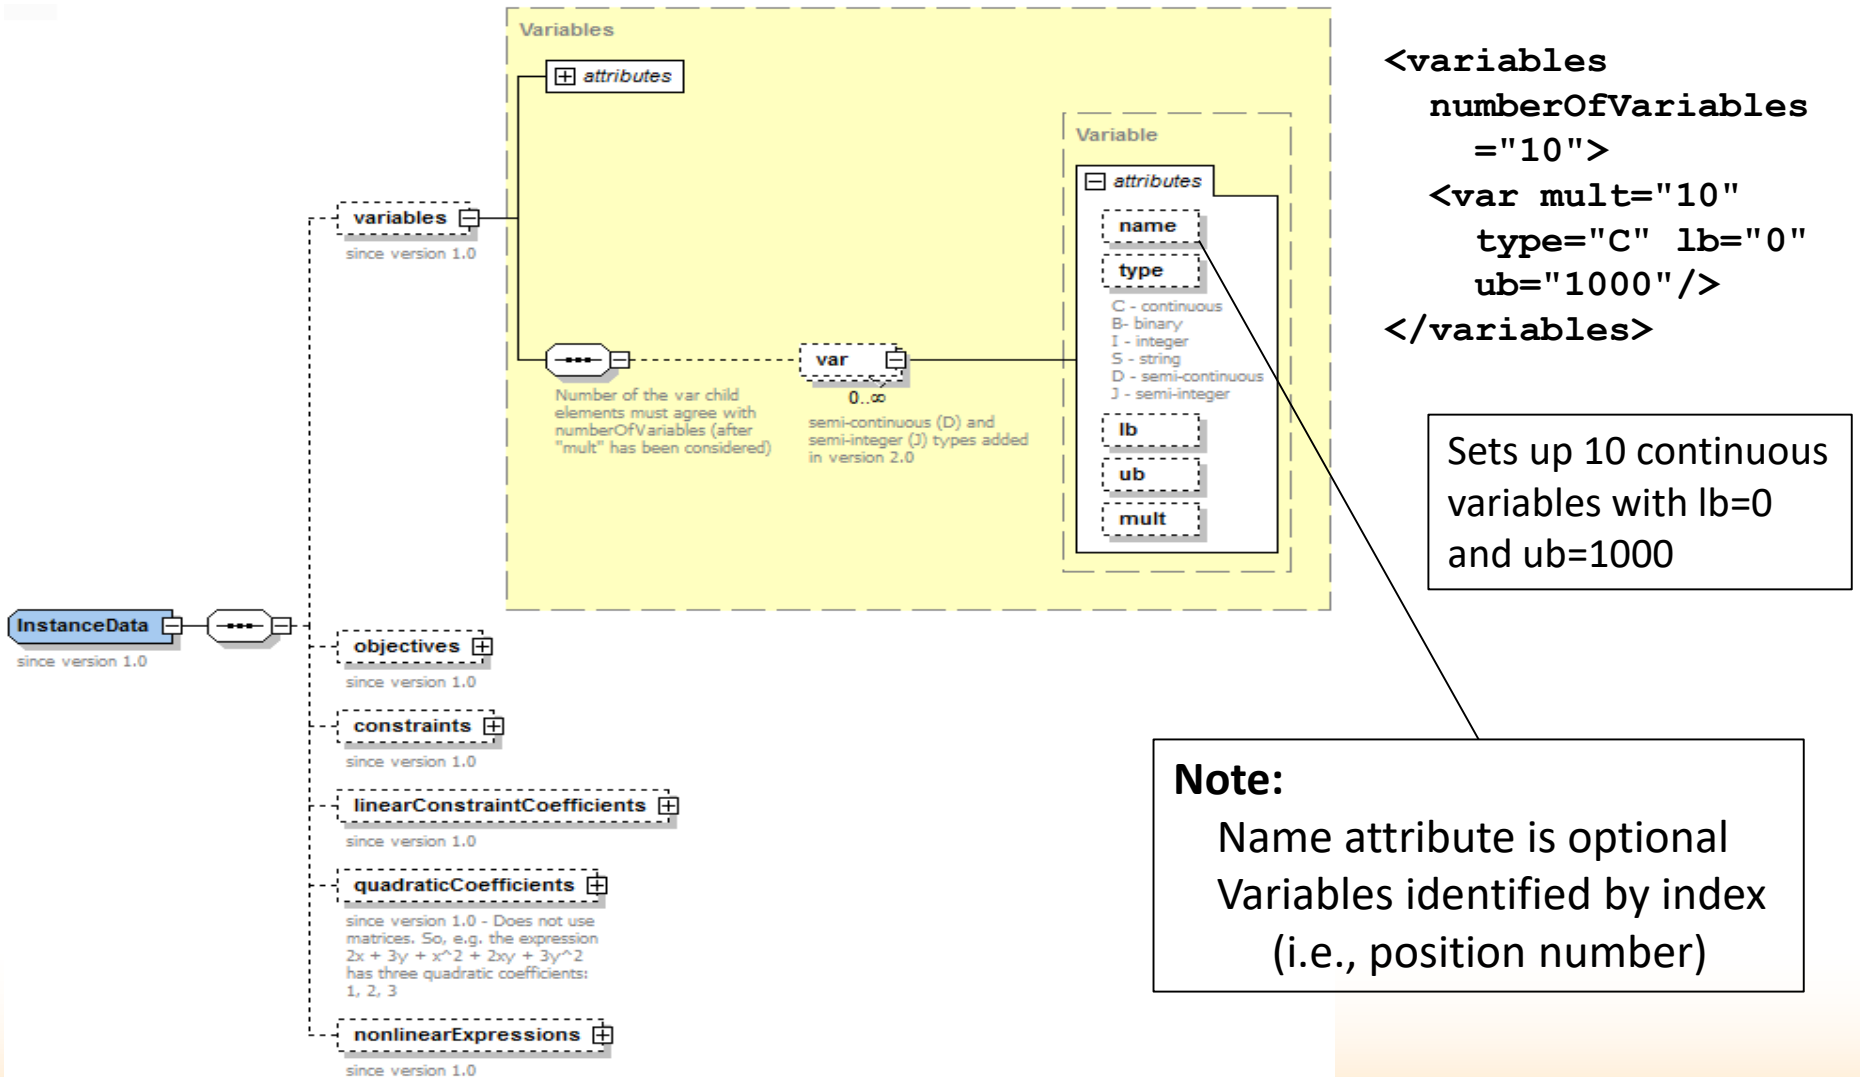 Variables
attributes
Variable
attributes
name
type
C - continuous
B- binary
I - integer
S - string
D - semi-continuous
J - semi-integer
lb
ub
mult
variables
since version 1.0
var
0..∞
Number of the var child
elements must agree with
numberOfVariables (after
"mult" has been considered)
semi-continuous (D) and
semi-integer (J) types added
in version 2.0
InstanceData
since version 1.0
objectives
since version 1.0
constraints
since version 1.0
linearConstraintCoefficients
since version 1.0
quadraticCoefficients
since version 1.0 - Does not use
matrices. So, e.g. the expression
2x + 3y + x^2 + 2xy + 3y^2
has three quadratic coefficients:
1, 2, 3
nonlinearExpressions
since version 1.0
<variables
numberOfVariables
="10">
<var mult="10"
type="C" lb="0"
ub="1000"/>
</variables>
Sets up 10 continuous
variables with lb=0
and ub=1000
Note:
Name attribute is optional
Variables identified by index
(i.e., position number)